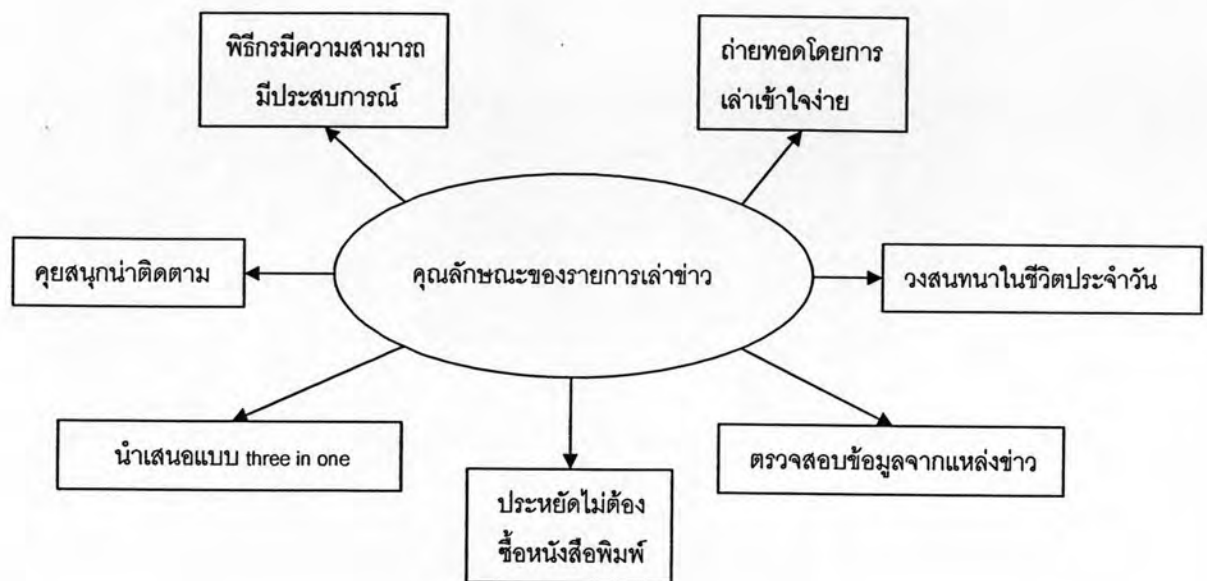 พิธีกรมีความสามารถ
มีประสบการณ์
ถ่ายทอดโดยการ
เล่าเข้าใจง่าย
คุยสนุกน่าติดตาม
คุณลักษณะของรายการเล่าข่าว
วงสนทนาในชีวิตประจำวัน
นำเสนอแบบ three in one
ตรวจสอบข้อมูลจากแหล่งข่าว
ประหยัดไม่ต้อง
ซื้อหนังสือพิมพ์